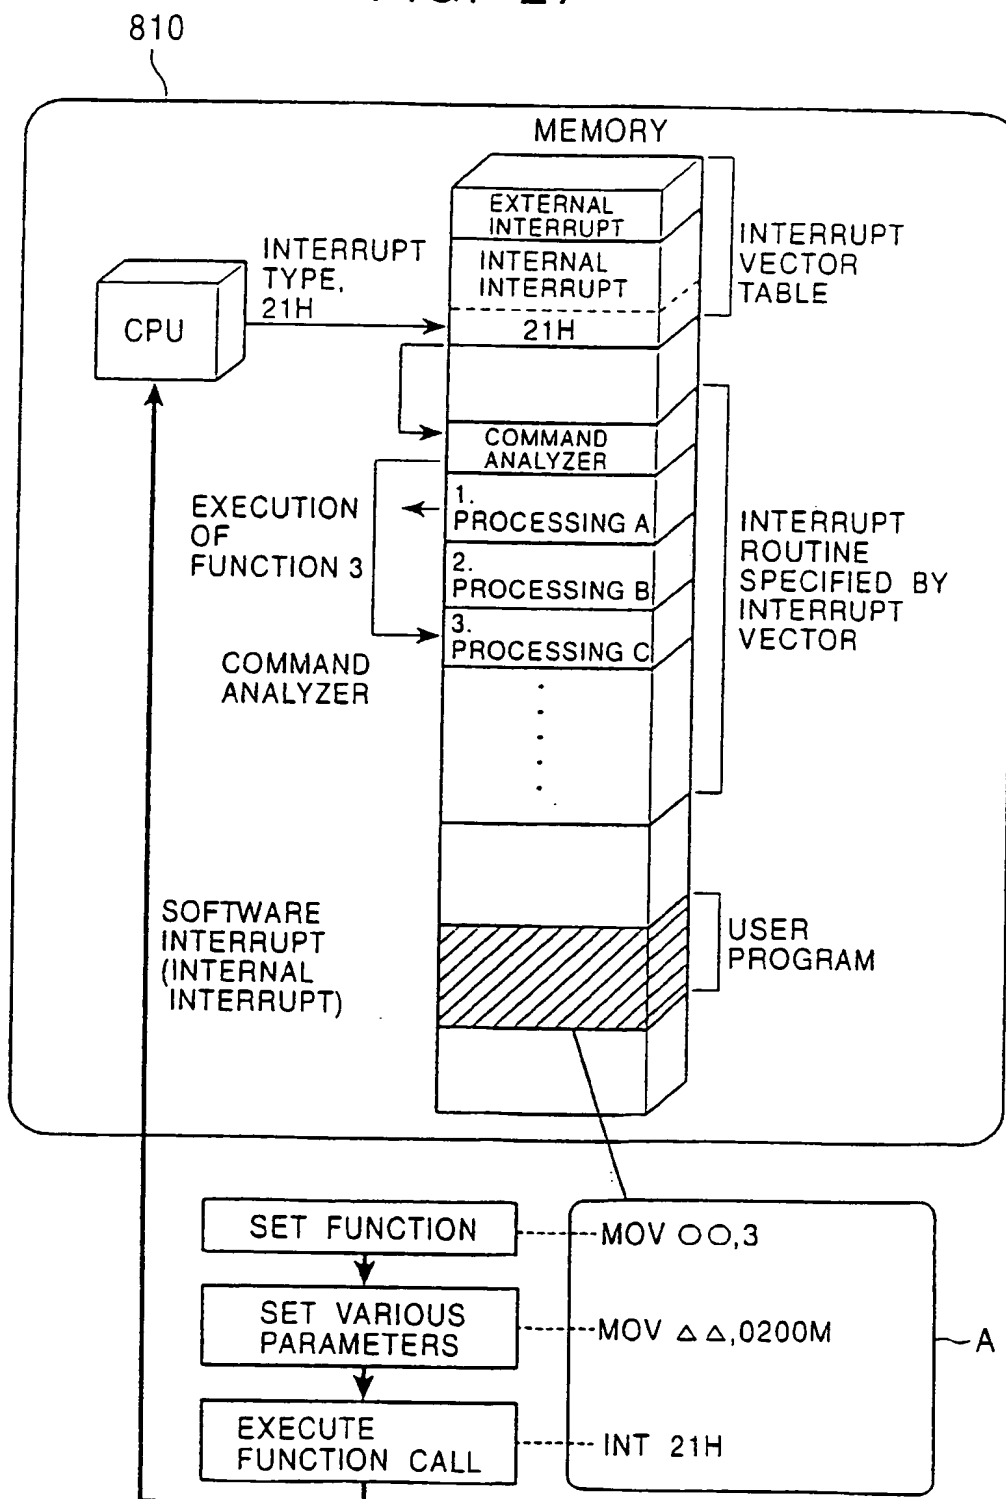 810
MEMORY
EXTERNAL
INTERRUPT
INTERNAL
INTERRUPT
21H
INTERRUPT
VECTOR
TABLE
INTERRUPT
TYPE,
21H
CPU
COMMAND
ANALYZER
1.
PROCESSING A
2.
PROCESSING B
3.
PROCESSING C
EXECUTION
OF
FUNCTION 3
COMMAND
ANALYZER
INTERRUPT
ROUTINE
SPECIFIED BY
INTERRUPT
VECTOR
SOFTWARE
INTERRUPT
(INTERNAL
INTERRUPT)
USER
PROGRAM
SET FUNCTION
MOV ○○,3
SET VARIOUS
PARAMETERS
MOV △△,0200M
A
EXECUTE
FUNCTION CALL
INT 21H